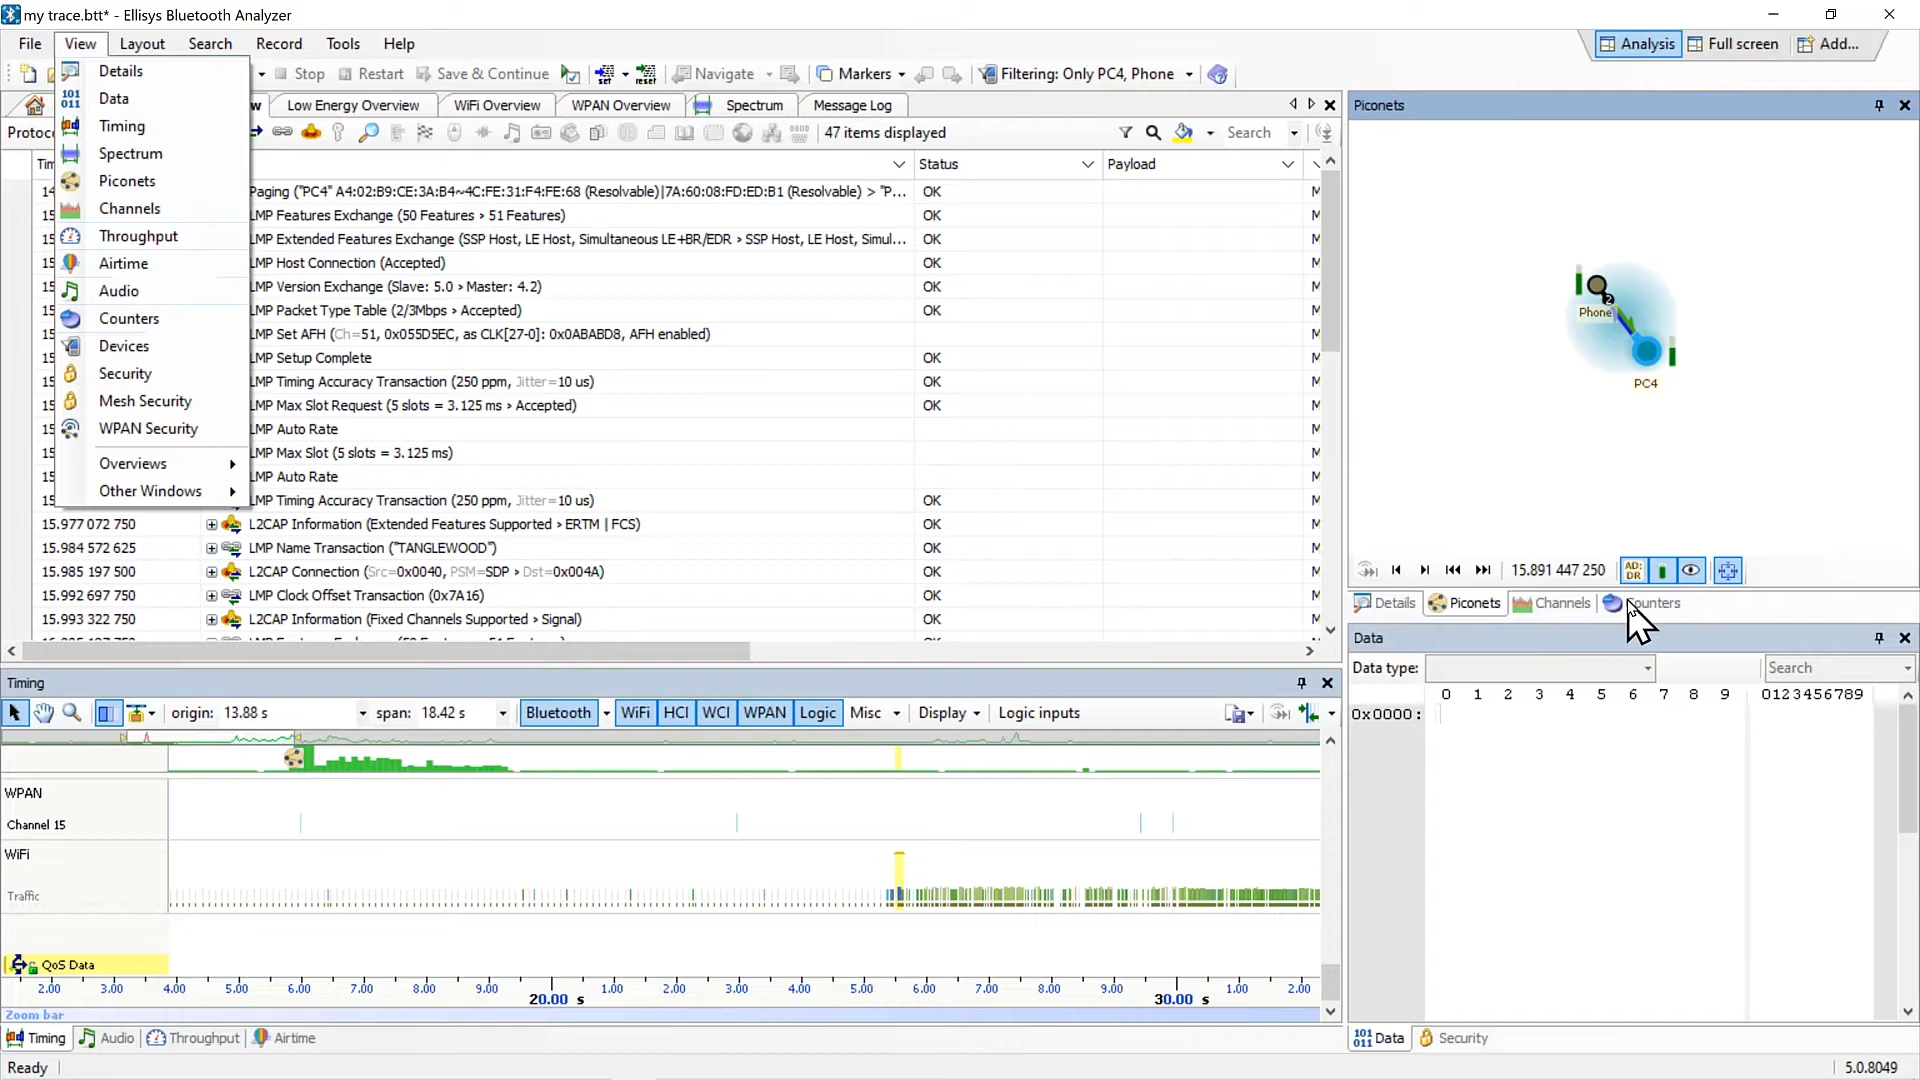 my trace.btt* - Ellisys Bluetooth Analyzer
File View Layout Search Record Tools Help
Analysis Full screen Add...
Stop Restart Save & Continue Navigate Markers Filtering: Only PC4, Phone
Low Energy Overview WiFi Overview WPAN Overview Spectrum Message Log
47 items displayed Search
Status Payload
Details
Data
Timing
Spectrum
Piconets
Channels
Throughput
Airtime
Audio
Counters
Devices
Security
Mesh Security
WPAN Security
Overviews
Other Windows
Paging ("PC4" A4:02:B9:CE:3A:B4~4C:FE:31:F4:FE:68 (Resolvable)|7A:60:08:FD:ED:B1 (Resolvable) > "P... OK
LMP Features Exchange (50 Features > 51 Features) OK
LMP Extended Features Exchange (SSP Host, LE Host, Simultaneous LE+BR/EDR > SSP Host, LE Host, Simul... OK
LMP Host Connection (Accepted) OK
LMP Version Exchange (Slave: 5.0 > Master: 4.2) OK
LMP Packet Type Table (2/3Mbps > Accepted) OK
LMP Set AFH (Ch=51, 0x055D5EC, as CLK[27-0]: 0x0ABABD8, AFH enabled)
LMP Setup Complete OK
LMP Timing Accuracy Transaction (250 ppm, Jitter=10 us) OK
LMP Max Slot Request (5 slots = 3.125 ms > Accepted) OK
LMP Auto Rate
LMP Max Slot (5 slots = 3.125 ms)
LMP Auto Rate
LMP Timing Accuracy Transaction (250 ppm, Jitter=10 us) OK
15.977 072 750 L2CAP Information (Extended Features Supported > ERTM | FCS) OK
15.984 572 625 LMP Name Transaction ("TANGLEWOOD") OK
15.985 197 500 L2CAP Connection (Src=0x0040, PSM=SDP > Dst=0x004A) OK
15.992 697 750 LMP Clock Offset Transaction (0x7A16) OK
15.993 322 750 L2CAP Information (Fixed Channels Supported > Signal) OK
Piconets
Phone
PC4
15.891 447 250 AD: DR
Details Piconets Channels Counters
Data
Data type: Search
0 1 2 3 4 5 6 7 8 9 0123456789
0x0000:
Data Security
Timing
origin: 13.88 s span: 18.42 s Bluetooth WiFi HCI WCI WPAN Logic Misc Display Logic inputs
WPAN
Channel 15
WiFi
Traffic
QoS Data
2.00 3.00 4.00 5.00 6.00 7.00 8.00 9.00 20.00 s 1.00 2.00 3.00 4.00 5.00 6.00 7.00 8.00 9.00 30.00 s 1.00 2.00
Zoom bar
Timing Audio Throughput Airtime
Ready 5.0.8049